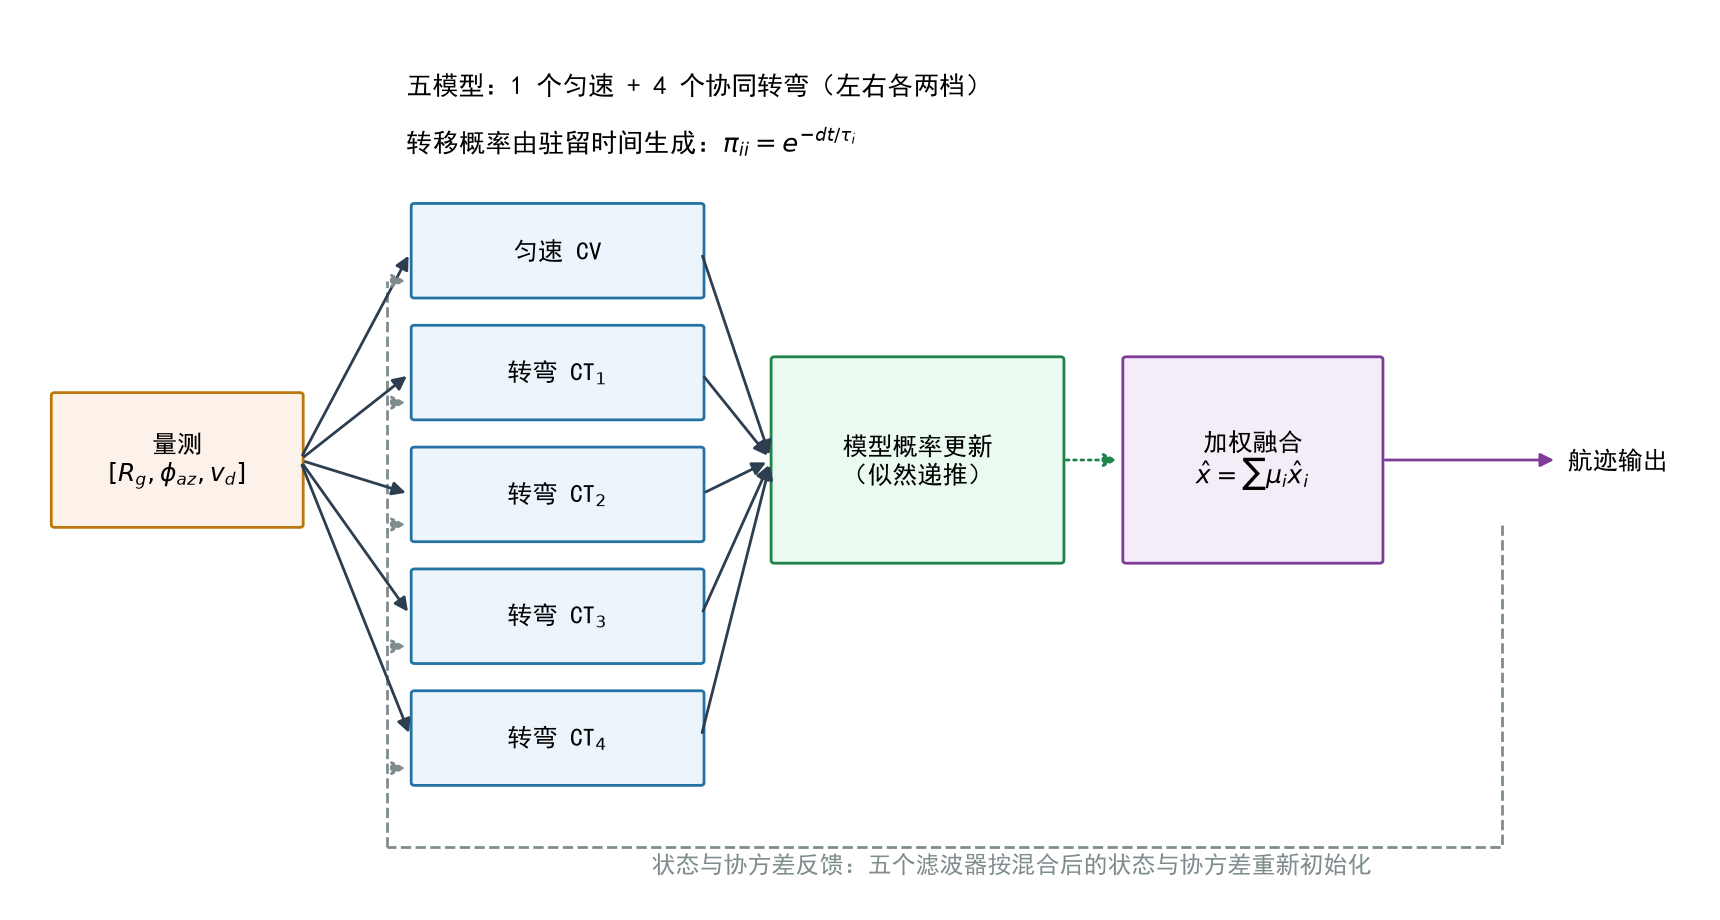 五模型：1 个匀速 + 4 个协同转弯（左右各两档）
转移概率由驻留时间生成：π_{ii} = e^{−dt/τ_i}
匀速 CV
转弯 CT₁
转弯 CT₂
转弯 CT₃
转弯 CT₄
量测
[R_g, ϕ_{az}, v_d]
模型概率更新
（似然递推）
加权融合
x̂ = ∑μ_i x̂_i
航迹输出
状态与协方差反馈：五个滤波器按混合后的状态与协方差重新初始化